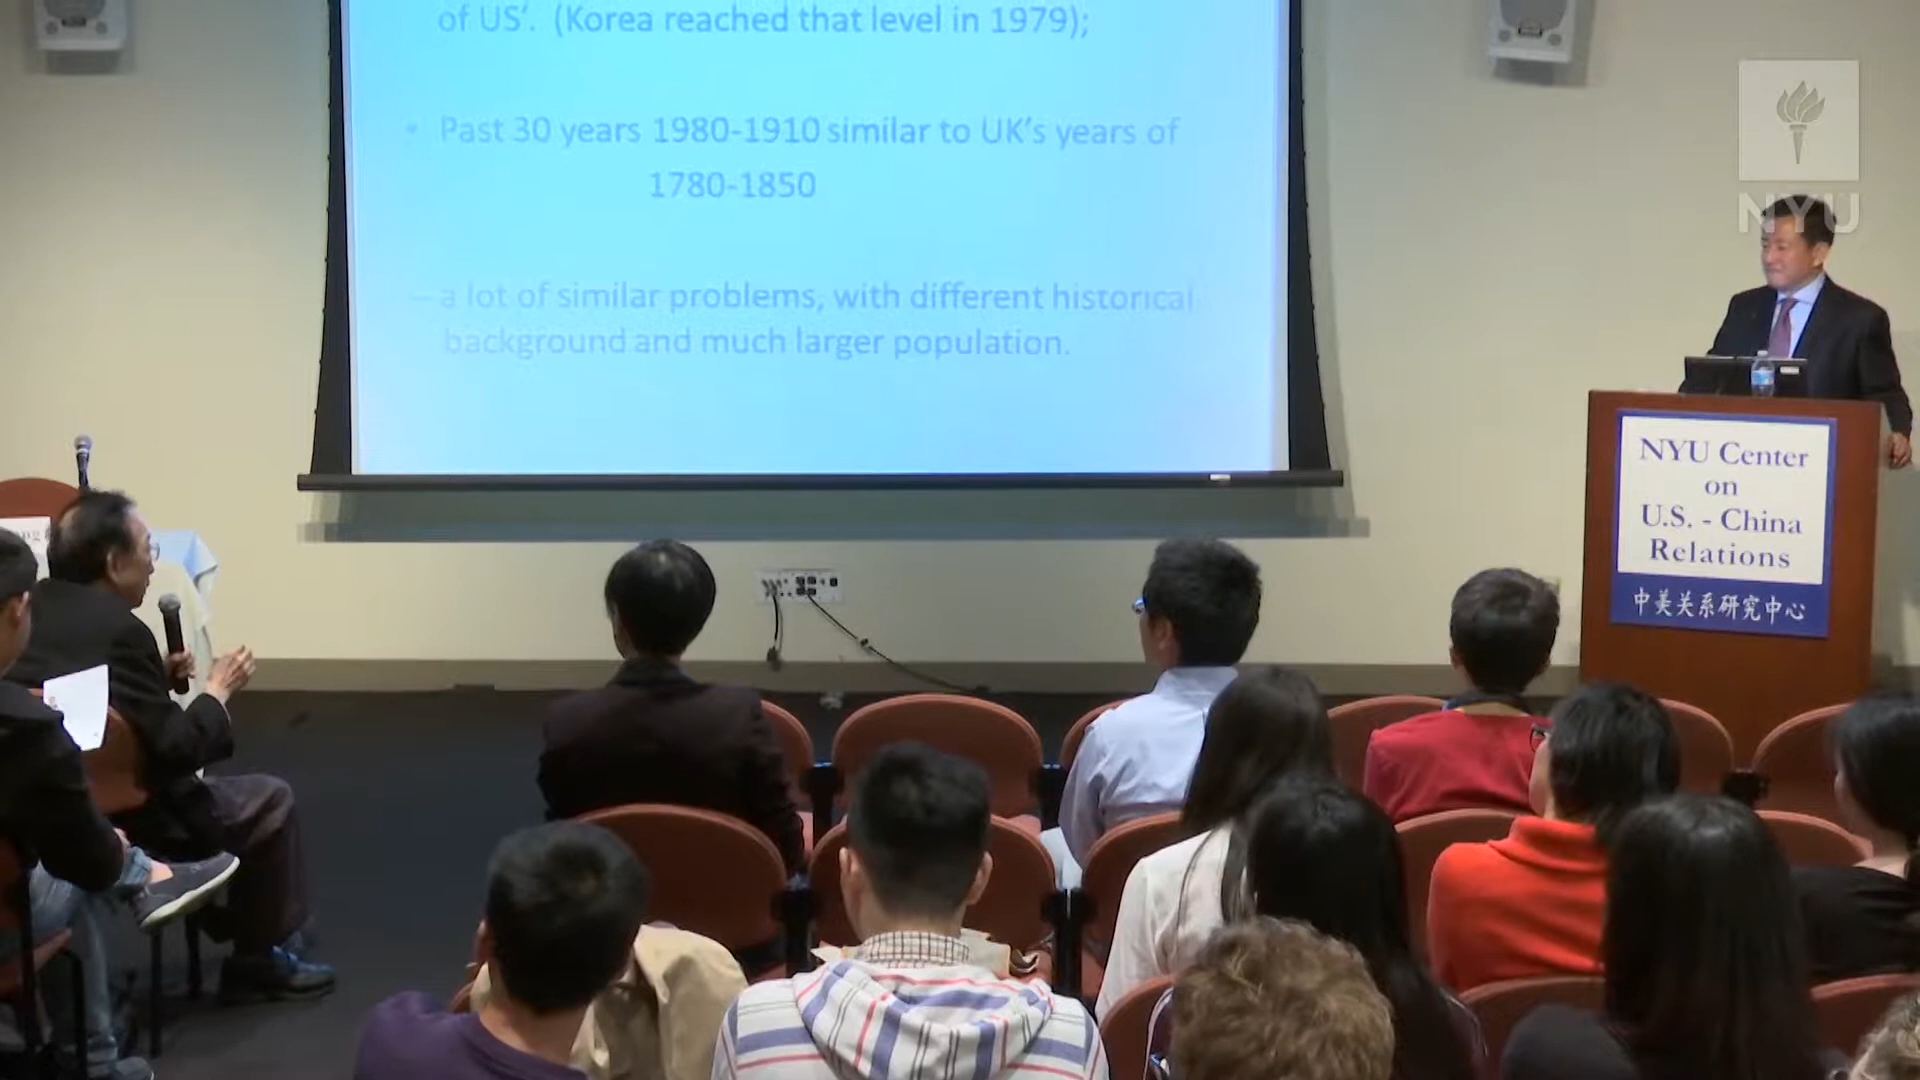 of US'. (Korea reached that level in 1979);
• Past 30 years 1980-1910 similar to UK's years of
1780-1850
– a lot of similar problems, with different historical
background and much larger population.
NYU
NYU Center
on
U.S. - China
Relations
中美关系研究中心